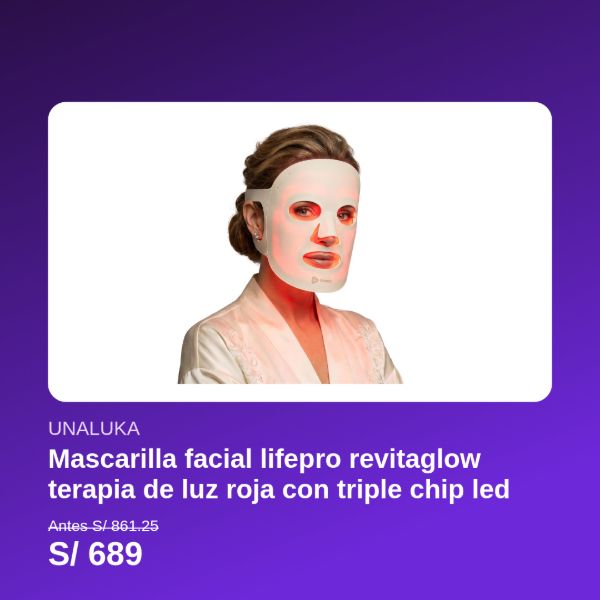 UNALUKA
Mascarilla facial lifepro revitaglow
terapia de luz roja con triple chip led
Antes S/ 861.25
S/ 689